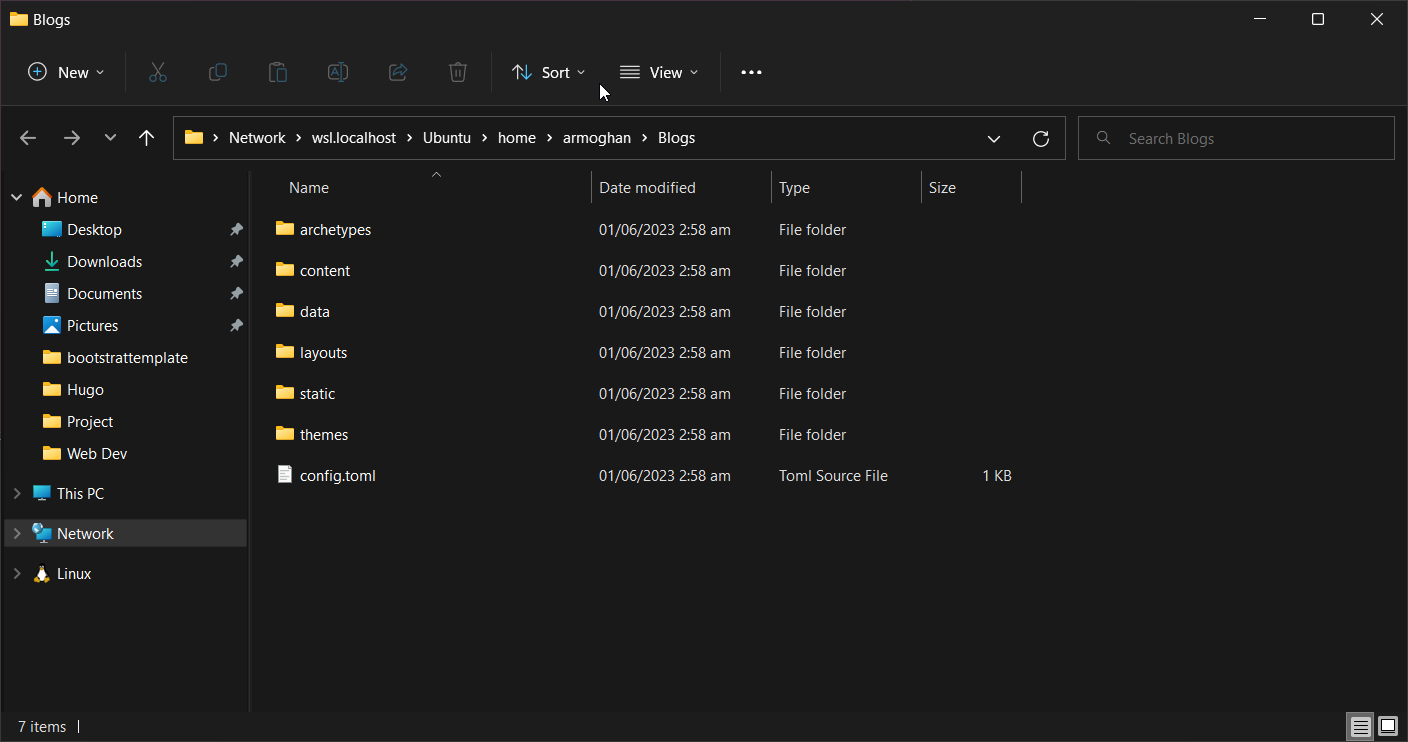 Blogs
New Sort View
Network wsl.localhost Ubuntu home armoghan Blogs Search Blogs
Home
Desktop
Downloads
Documents
Pictures
bootstrattemplate
Hugo
Project
Web Dev
This PC
Network
Linux
Name Date modified Type Size
archetypes 01/06/2023 2:58 am File folder
content 01/06/2023 2:58 am File folder
data 01/06/2023 2:58 am File folder
layouts 01/06/2023 2:58 am File folder
static 01/06/2023 2:58 am File folder
themes 01/06/2023 2:58 am File folder
config.toml 01/06/2023 2:58 am Toml Source File 1 KB
7 items